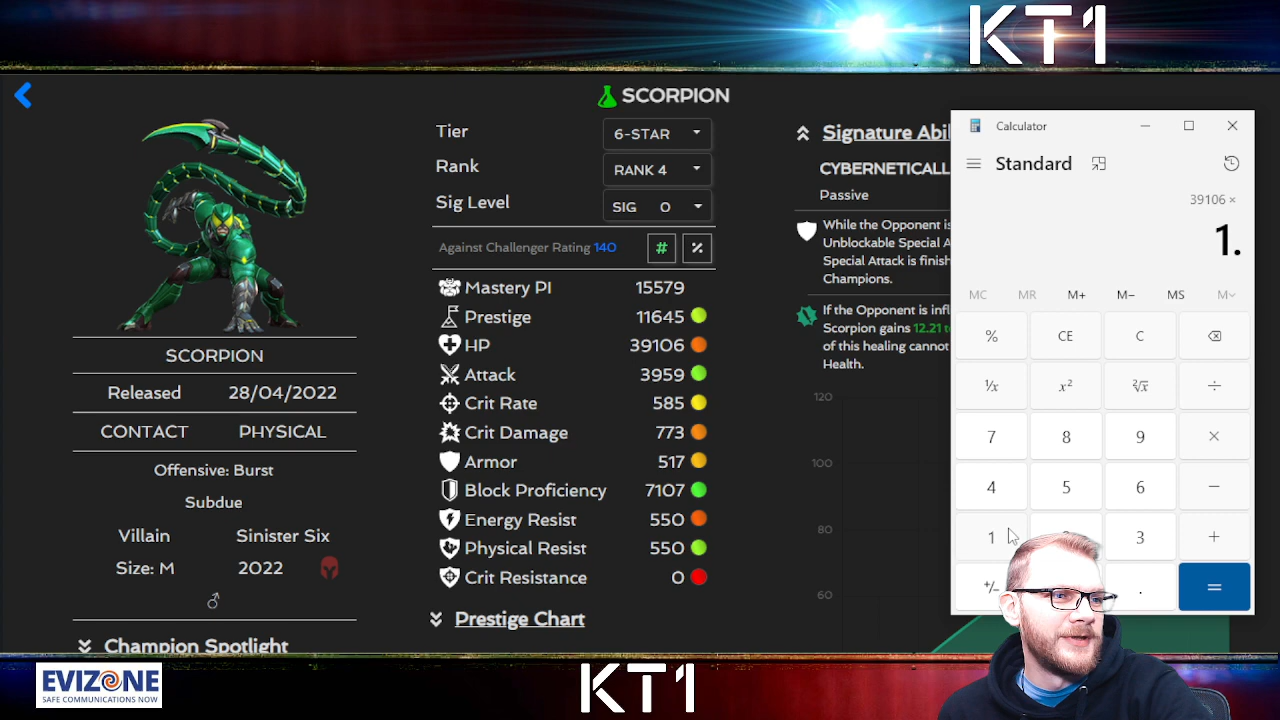 KT1
SCORPION
Tier
6-STAR
Rank
RANK 4
Sig Level
SIG 0
Against Challenger Rating 140
#
%
Mastery PI 15579
Prestige 11645
HP 39106
Attack 3959
Crit Rate 585
Crit Damage 773
Armor 517
Block Proficiency 7107
Energy Resist 550
Physical Resist 550
Crit Resistance 0
Prestige Chart
SCORPION
Released 28/04/2022
CONTACT PHYSICAL
Offensive: Burst
Subdue
Villain Sinister Six
Size: M 2022
♂
Champion Spotlight
Signature Abil
CYBERNETICALL
Passive
While the Opponent is
Unblockable Special A
Special Attack is finish
Champions.
If the Opponent is infl
Scorpion gains 12.21 t
of this healing cannot
Health.
120
100
80
60
Calculator
Standard
39106 ×
1.
MC MR M+ M− MS M
% CE C
⅟x x² ²√x ÷
7 8 9 ×
4 5 6 −
1 3 +
+/− . =
EVIZONE
SAFE COMMUNICATIONS NOW
KT1